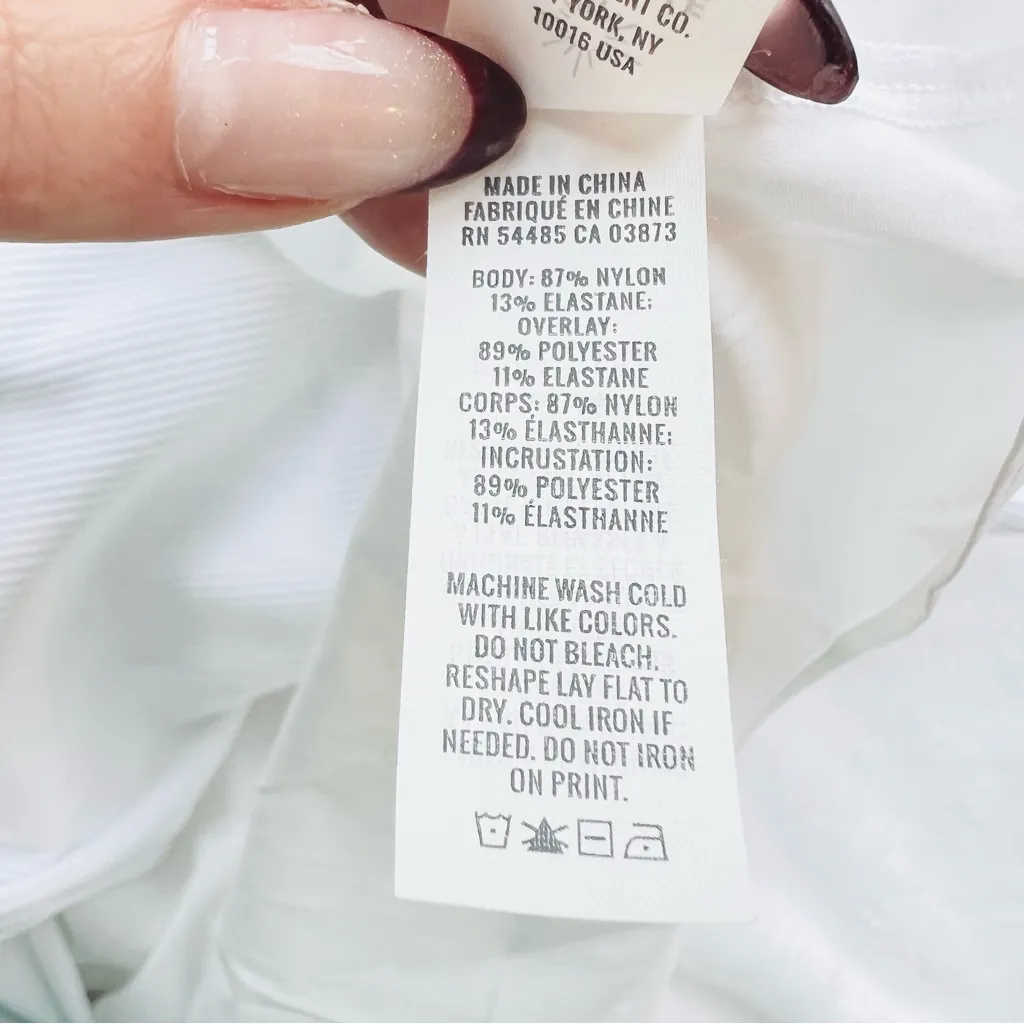 CO.
YORK, NY
10016 USA
MADE IN CHINA
FABRIQUÉ EN CHINE
RN 54485 CA 03873
BODY: 87% NYLON
13% ELASTANE;
OVERLAY:
89% POLYESTER
11% ELASTANE
CORPS: 87% NYLON
13% ÉLASTHANNE;
INCRUSTATION:
89% POLYESTER
11% ÉLASTHANNE
MACHINE WASH COLD
WITH LIKE COLORS.
DO NOT BLEACH.
RESHAPE LAY FLAT TO
DRY. COOL IRON IF
NEEDED. DO NOT IRON
ON PRINT.